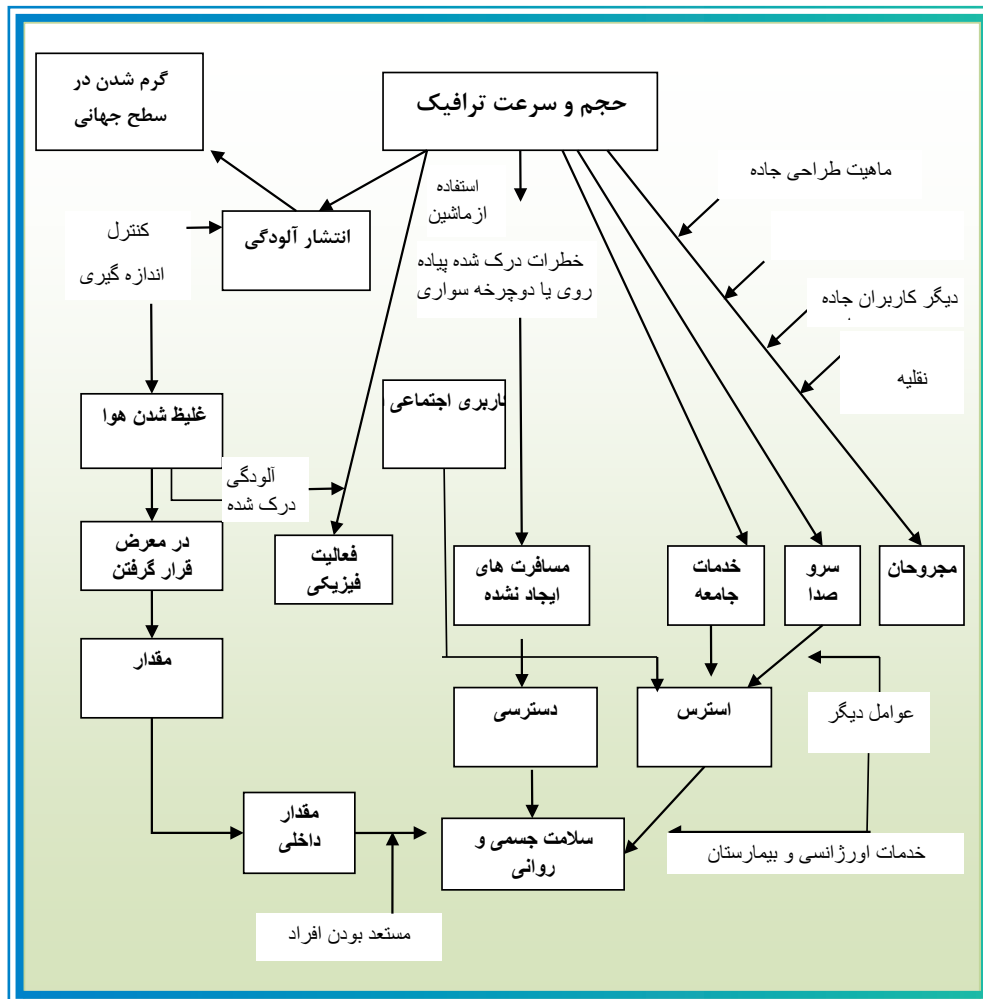 حجم و سرعت ترافیک
گرم شدن در
سطح جهانی
ماهیت طراحی جاده
استفاده
ازماشین
انتشار آلودگی
کنترل
اندازه گیری
خطرات درک شده پیاده
روی یا دوچرخه سواری
دیگر کاربران جاده
نقلیه
کاربری اجتماعی
غلیظ شدن هوا
آلودگی
درک شده
مجروحان
سرو
صدا
خدمات
جامعه
مسافرت های
ایجاد نشده
فعالیت
فیزیکی
در معرض
قرار گرفتن
مقدار
استرس
دسترسی
عوامل دیگر
مقدار
داخلی
سلامت جسمی و
روانی
خدمات اورژانسی و بیمارستان
مستعد بودن افراد